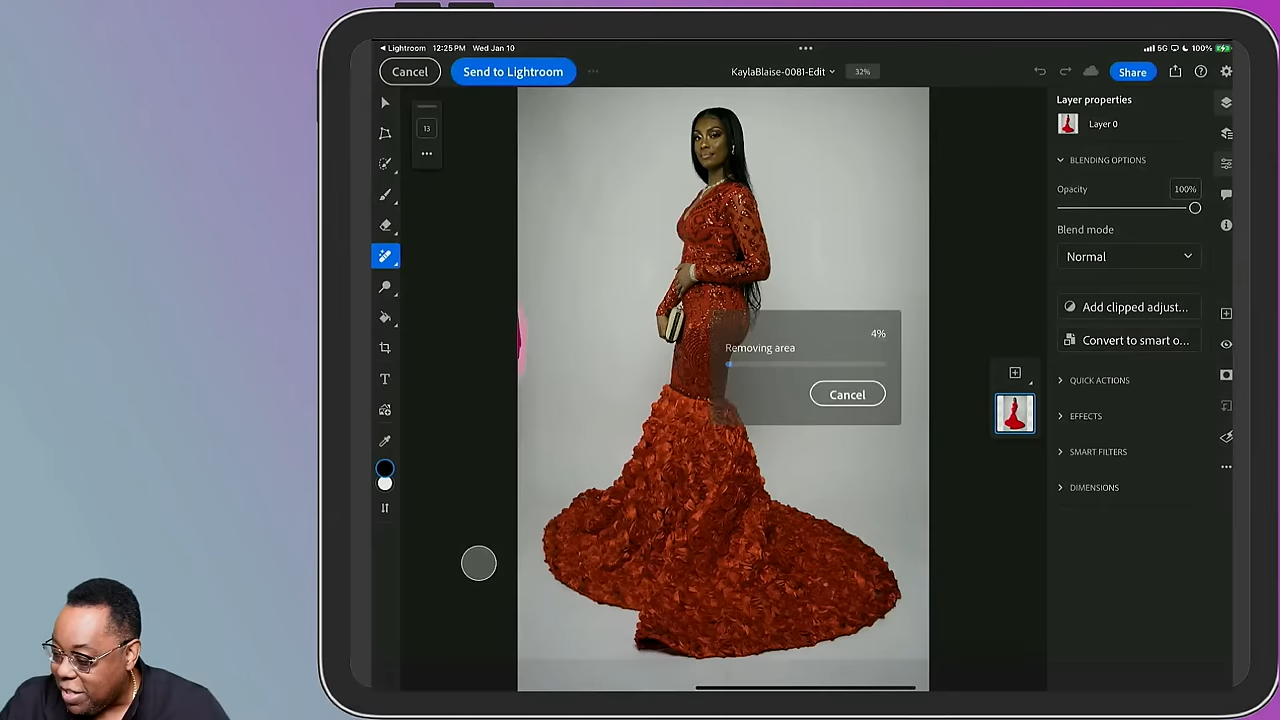 ◀ Lightroom 12:25 PM Wed Jan 10
5G 100%
Cancel
Send to Lightroom
KaylaBlaise-0081-Edit
32%
Share
13
Layer properties
Layer 0
BLENDING OPTIONS
Opacity
100%
Blend mode
Normal
Add clipped adjust...
Convert to smart o...
QUICK ACTIONS
EFFECTS
SMART FILTERS
DIMENSIONS
4%
Removing area
Cancel